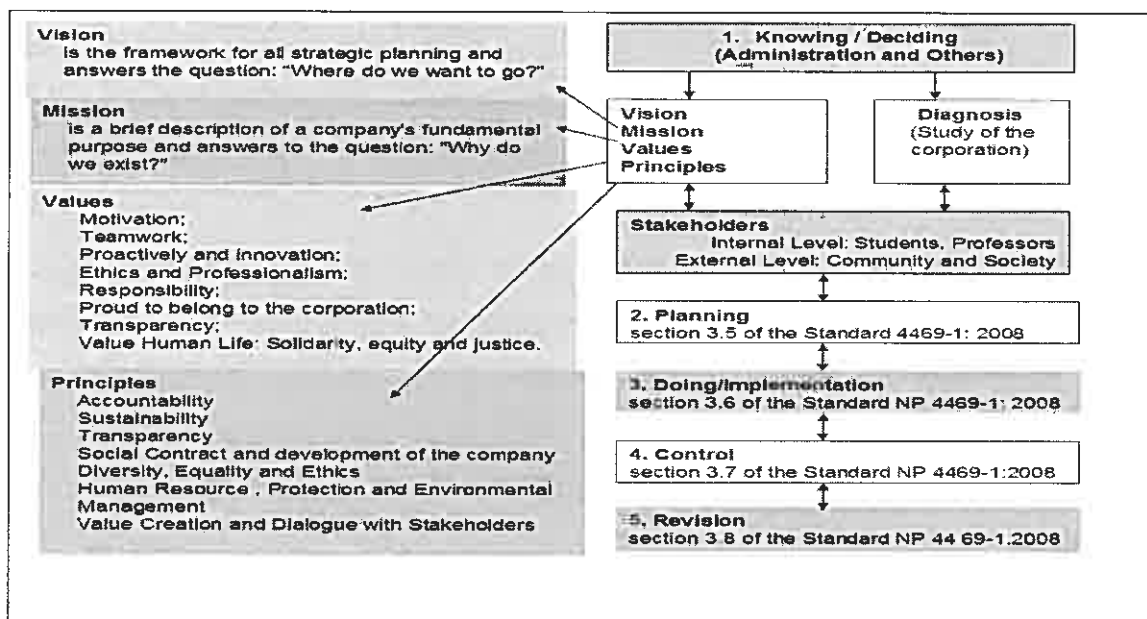 Vision
is the framework for all strategic planning and
answers the question: "Where do we want to go?"
Mission
is a brief description of a company's fundamental
purpose and answers to the question: "Why do
we exist?"
Values
Motivation;
Teamwork;
Proactively and innovation;
Ethics and Professionalism;
Responsibility;
Proud to belong to the corporation;
Transparency;
Value Human Life: Solidarity, equity and justice.
Principles
Accountability
Sustainability
Transparency
Social Contract and development of the company
Diversity, Equality and Ethics
Human Resource , Protection and Environmental
Management
Value Creation and Dialogue with Stakeholders
1. Knowing / Deciding
(Administration and Others)
Vision
Mission
Values
Principles
Diagnosis
(Study of the
corporation)
Stakeholders
Internal Level: Students, Professors
External Level: Community and Society
2. Planning
section 3.5 of the Standard 4469-1: 2008
3. Doing/Implementation
section 3.6 of the Standard NP 4469-1: 2008
4. Control
section 3.7 of the Standard NP 4469-1:2008
5. Revision
section 3.8 of the Standard NP 44 69-1:2008